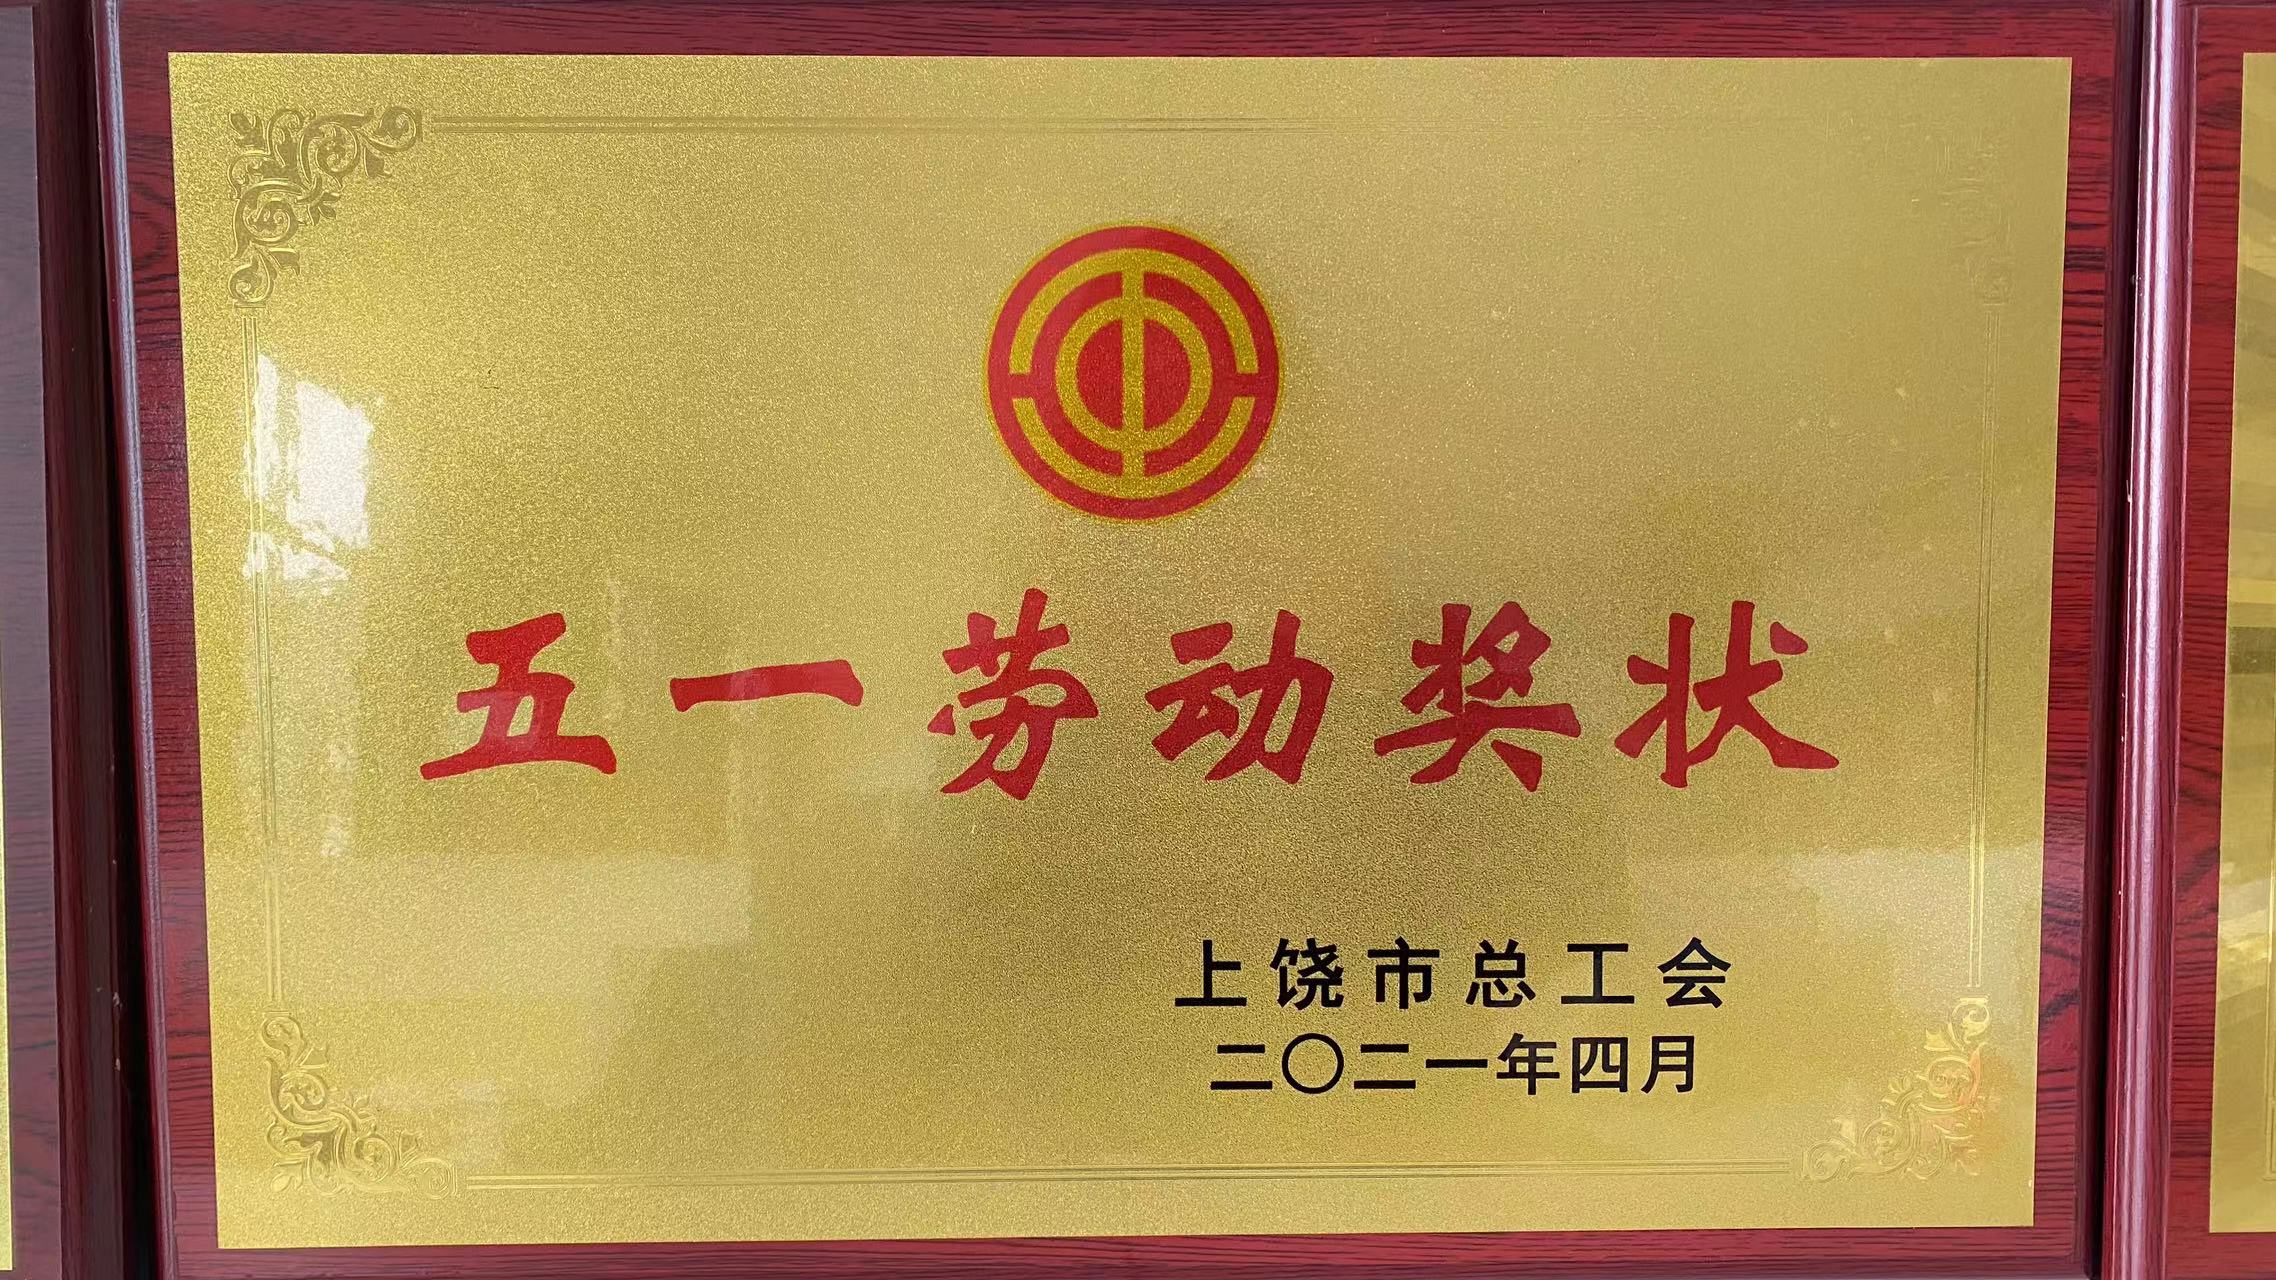 五一劳动奖状
上饶市总工会
二〇二一年四月